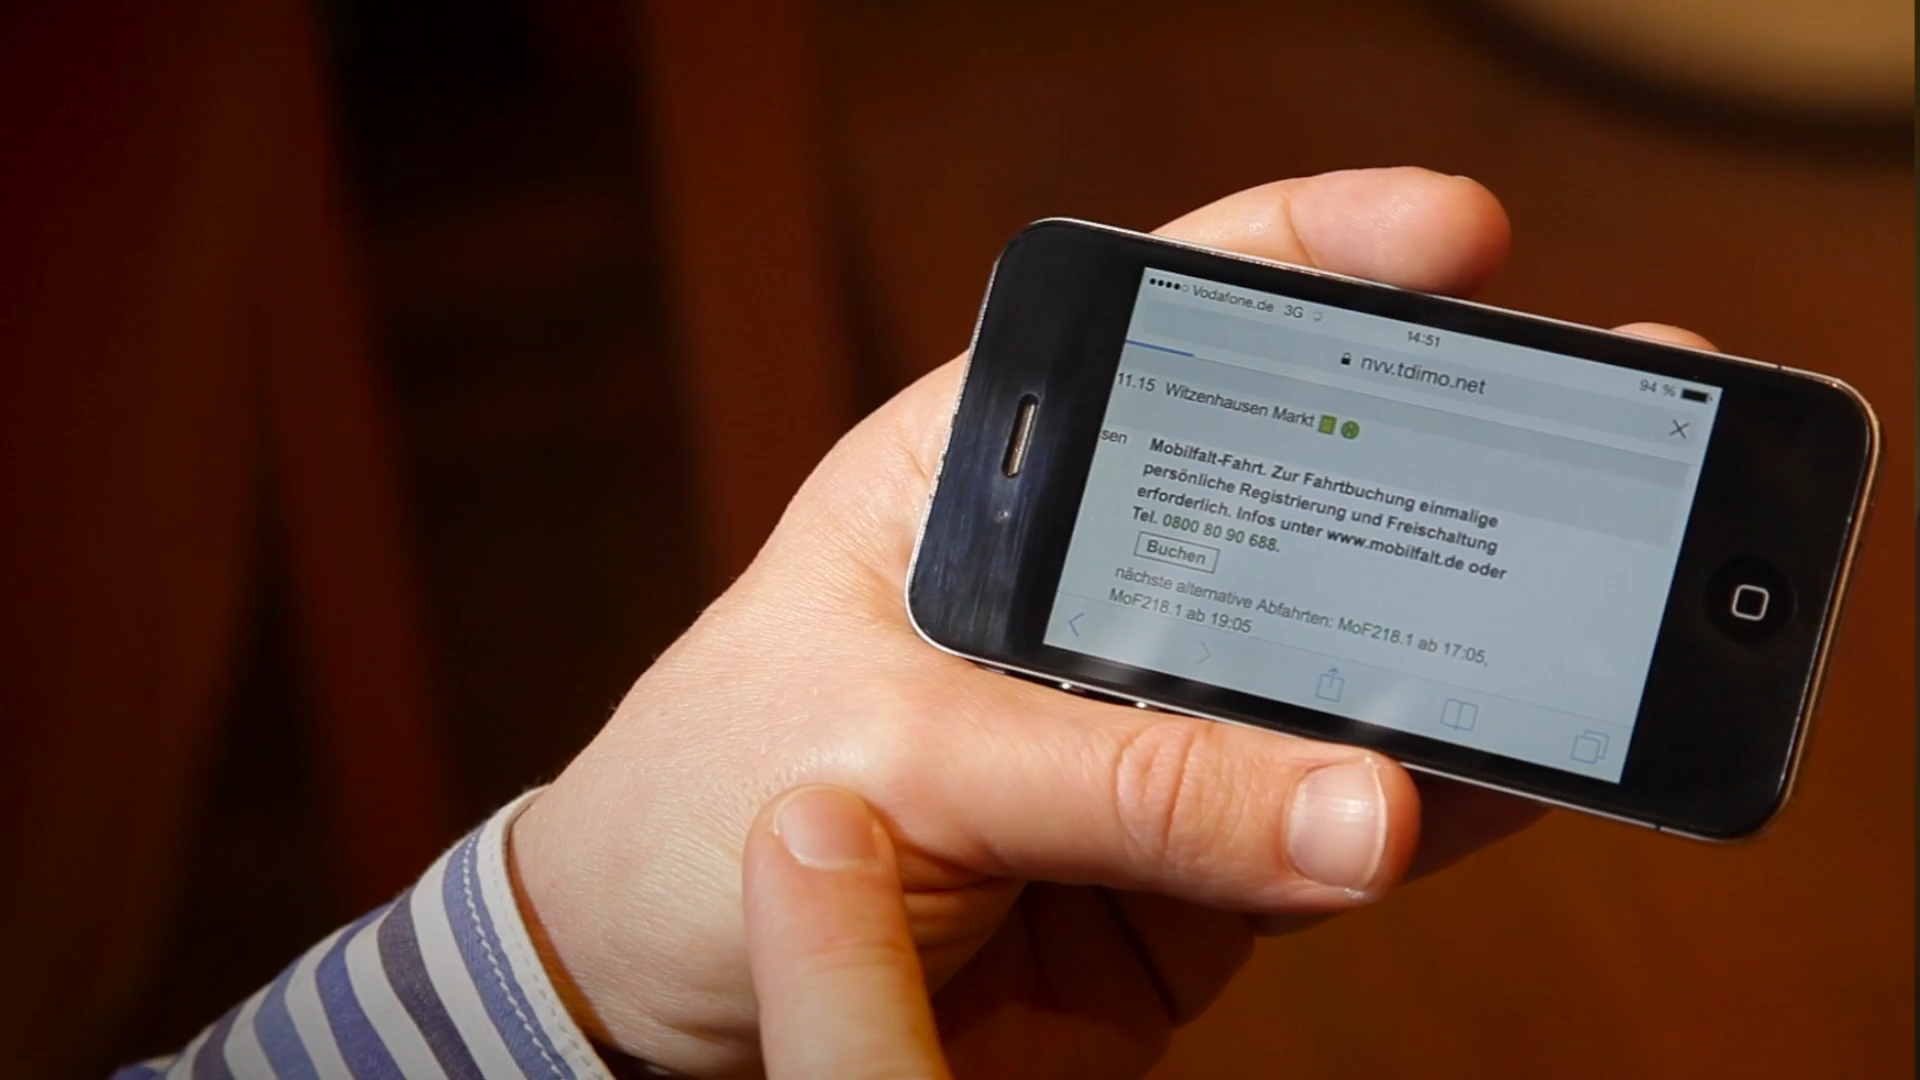 Vodafone.de 3G 14:51 94 %
nvv.tdimo.net
11.15 Witzenhausen Markt
sen
Mobilfalt-Fahrt. Zur Fahrtbuchung einmalige
persönliche Registrierung und Freischaltung
erforderlich. Infos unter www.mobilfalt.de oder
Tel. 0800 80 90 688.
Buchen
nächste alternative Abfahrten: MoF218.1 ab 17:05,
MoF218.1 ab 19:05